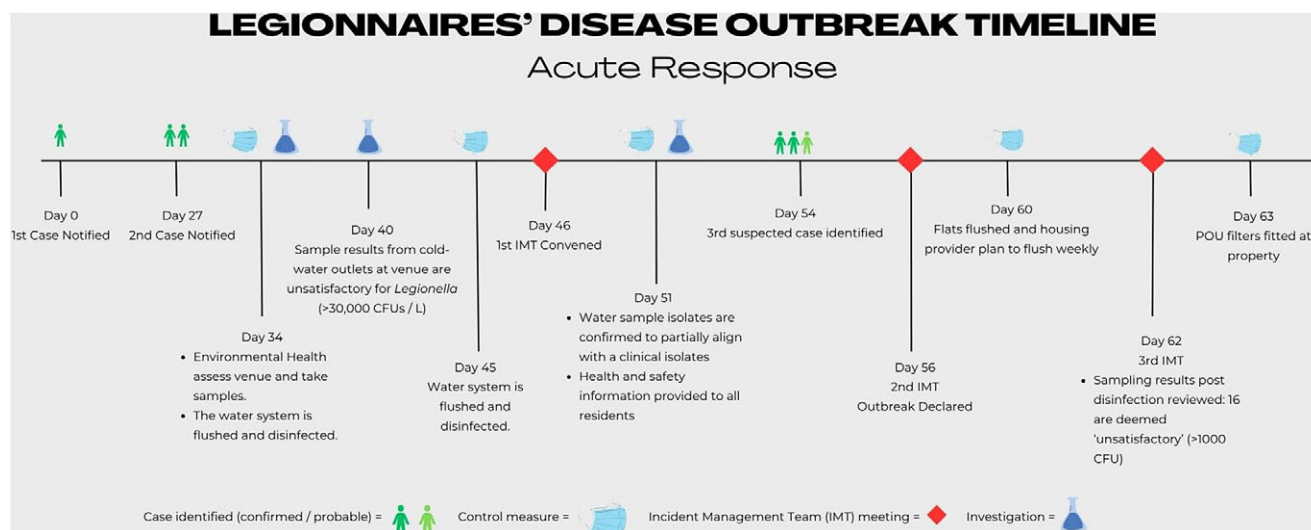 LEGIONNAIRES’ DISEASE OUTBREAK TIMELINE
Acute Response
Day 0
1st Case Notified
Day 27
2nd Case Notified
Day 34
• Environmental Health
assess venue and take
samples.
• The water system is
flushed and disinfected.
Day 40
Sample results from cold-
water outlets at venue are
unsatisfactory for Legionella
(>30,000 CFUs / L)
Day 45
Water system is
flushed and
disinfected.
Day 46
1st IMT Convened
Day 51
• Water sample isolates are
confirmed to partially align
with a clinical isolates
• Health and safety
information provided to all
residents
Day 54
3rd suspected case identified
Day 56
2nd IMT
Outbreak Declared
Day 60
Flats flushed and housing
provider plan to flush weekly
Day 62
3rd IMT
• Sampling results post
disinfection reviewed: 16
are deemed
‘unsatisfactory’ (>1000
CFU)
Day 63
POU filters fitted at
property
Case identified (confirmed / probable) = Control measure = Incident Management Team (IMT) meeting = Investigation =